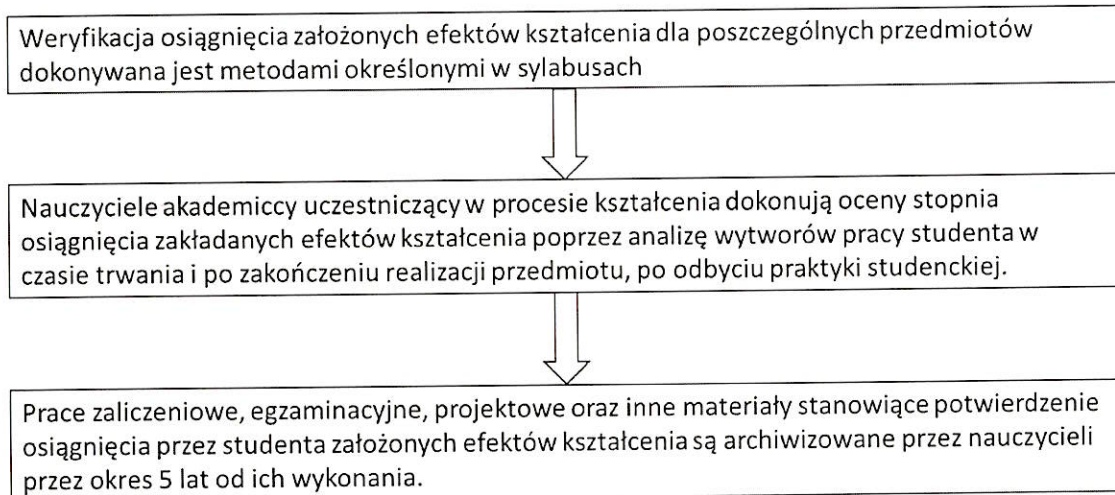 Weryfikacja osiągnięcia założonych efektów kształcenia dla poszczególnych przedmiotów
dokonywana jest metodami określonymi w sylabusach
Nauczyciele akademiccy uczestniczący w procesie kształcenia dokonują oceny stopnia
osiągnięcia zakładanych efektów kształcenia poprzez analizę wytworów pracy studenta w
czasie trwania i po zakończeniu realizacji przedmiotu, po odbyciu praktyki studenckiej.
Prace zaliczeniowe, egzaminacyjne, projektowe oraz inne materiały stanowiące potwierdzenie
osiągnięcia przez studenta założonych efektów kształcenia są archiwizowane przez nauczycieli
przez okres 5 lat od ich wykonania.